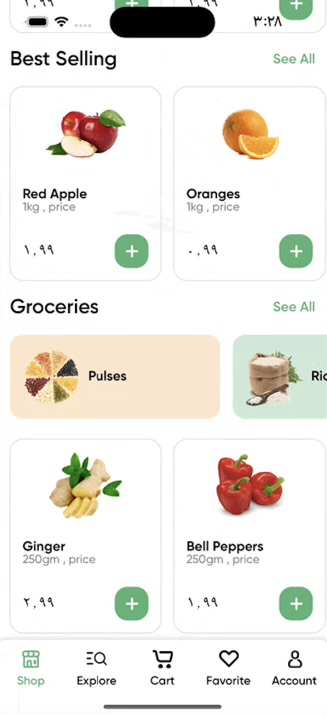 ١,٩٩ ١,٩٩
٣:٢٨
Best Selling See All
Red Apple Oranges
1kg , price 1kg , price
١,٩٩ ٠,٩٩
Groceries See All
Pulses Ric
Ginger Bell Peppers
250gm , price 250gm , price
٢,٩٩ ١,٩٩
Shop Explore Cart Favorite Account